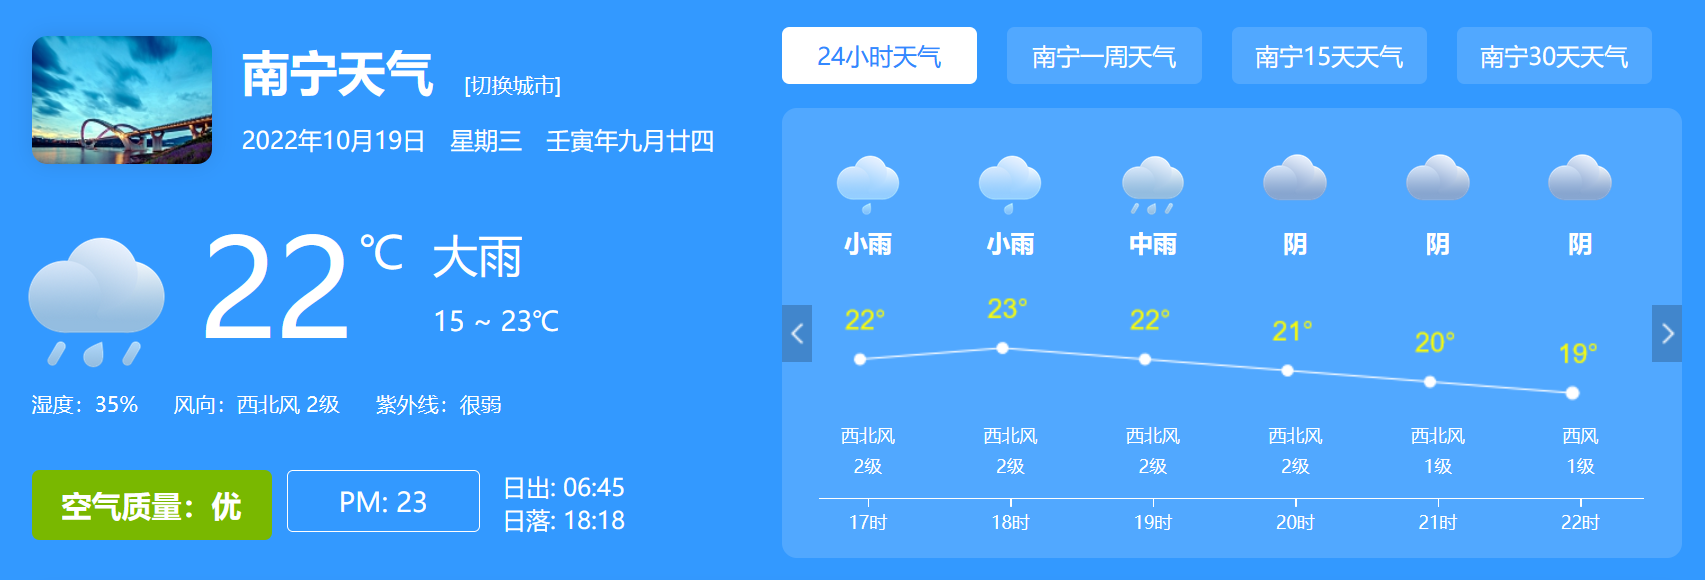 南宁天气 [切换城市]
2022年10月19日 星期三 壬寅年九月廿四
22℃ 大雨
15 ~ 23℃
湿度：35% 风向：西北风 2级 紫外线：很弱
空气质量：优 PM: 23
日出: 06:45
日落: 18:18
24小时天气 南宁一周天气 南宁15天天气 南宁30天天气
小雨 小雨 中雨 阴 阴 阴
22° 23° 22° 21° 20° 19°
西北风 西北风 西北风 西北风 西北风 西风
2级 2级 2级 2级 1级 1级
17时 18时 19时 20时 21时 22时